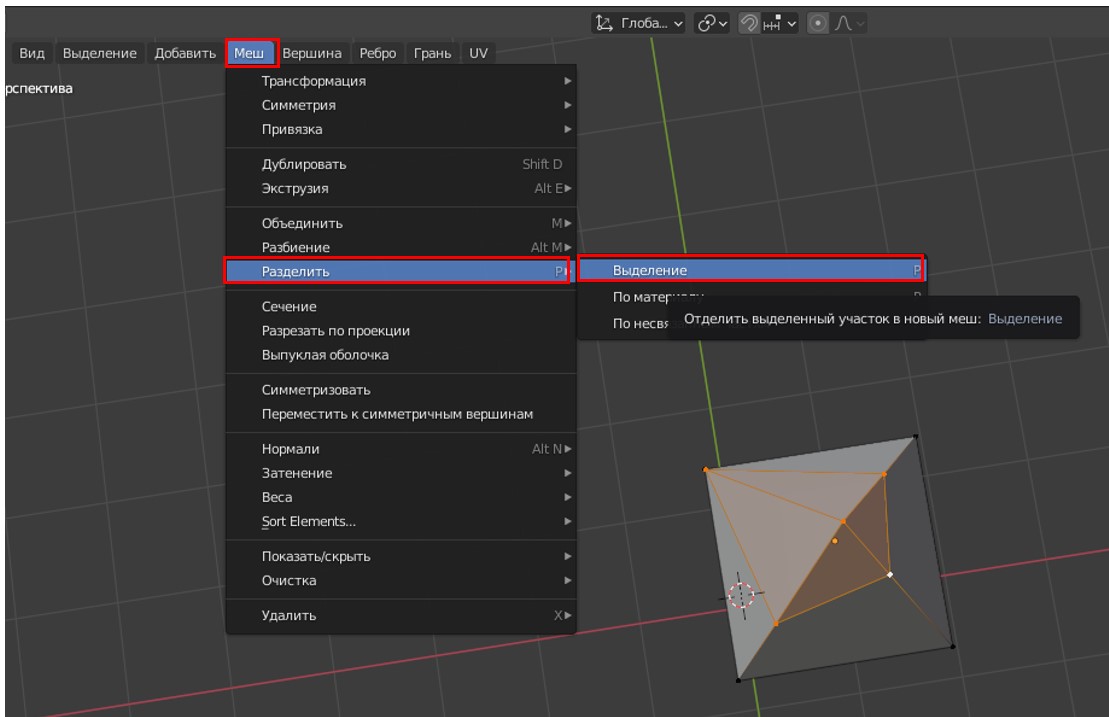 Глоба...
Вид Выделение Добавить Меш Вершина Ребро Грань UV
рспектива
Трансформация
Симметрия
Привязка
Дублировать Shift D
Экструзия Alt E
Объединить M
Разбиение Alt M
Разделить P
Выделение P
По матер
По несвя
Отделить выделенный участок в новый меш: Выделение
Сечение
Разрезать по проекции
Выпуклая оболочка
Симметризовать
Переместить к симметричным вершинам
Нормали Alt N
Затенение
Веса
Sort Elements...
Показать/скрыть
Очистка
Удалить X